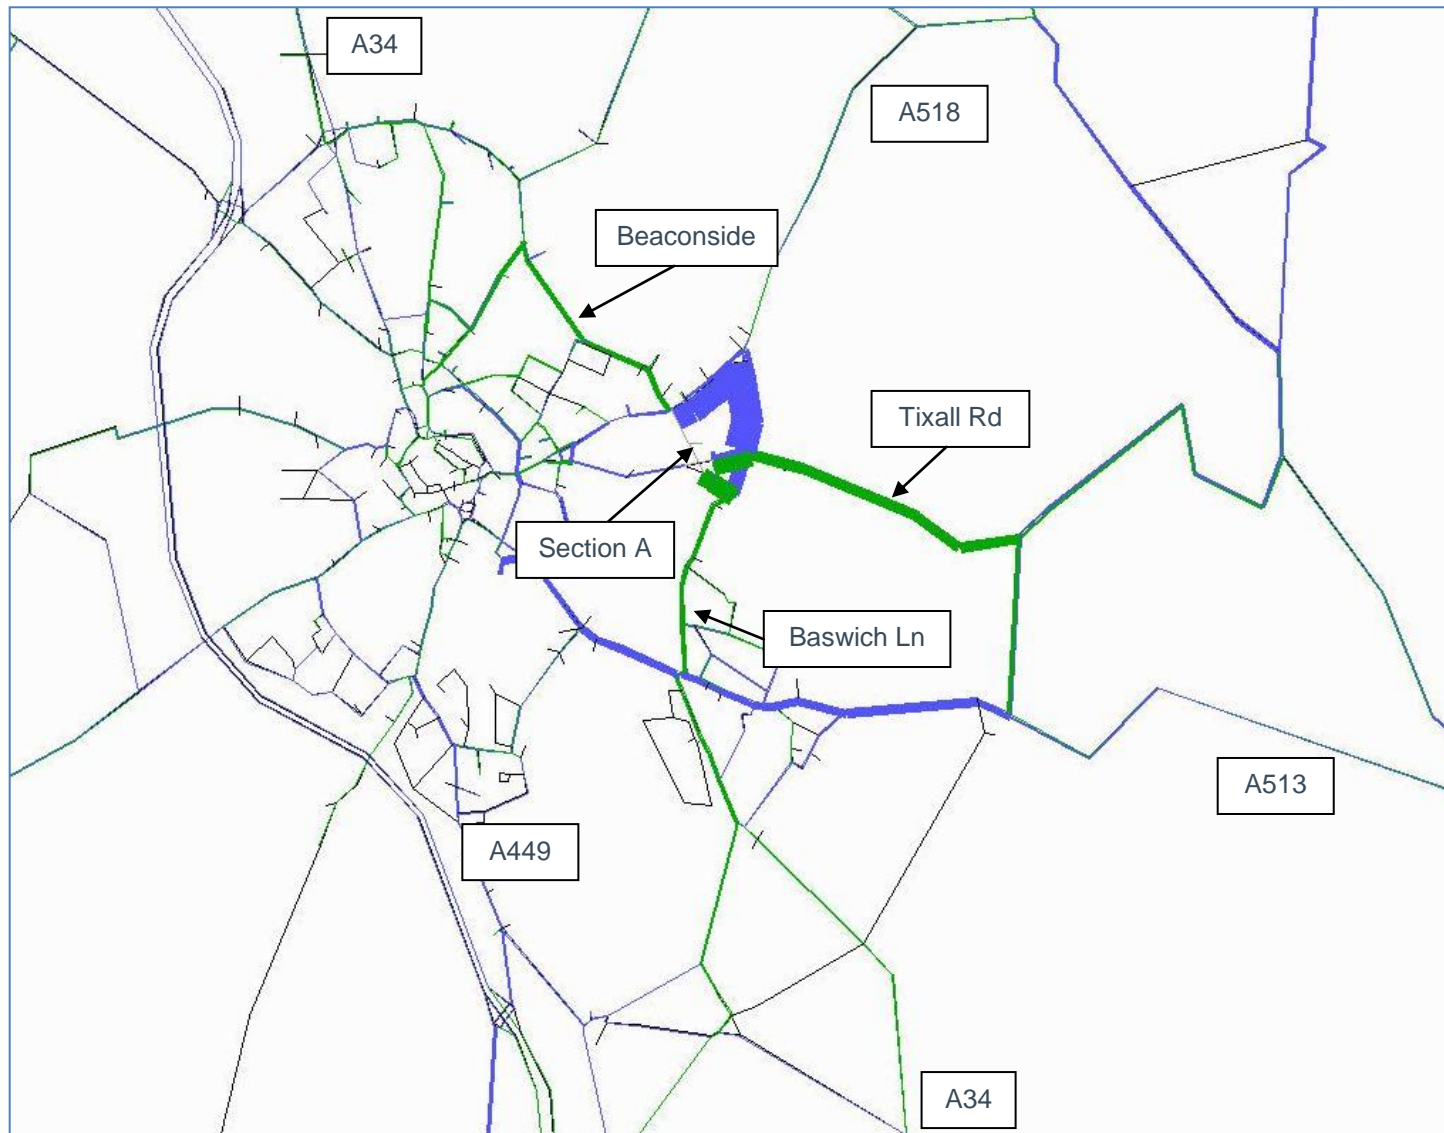 A34
A518
Beaconside
Tixall Rd
Section A
Baswich Ln
A513
A449
A34